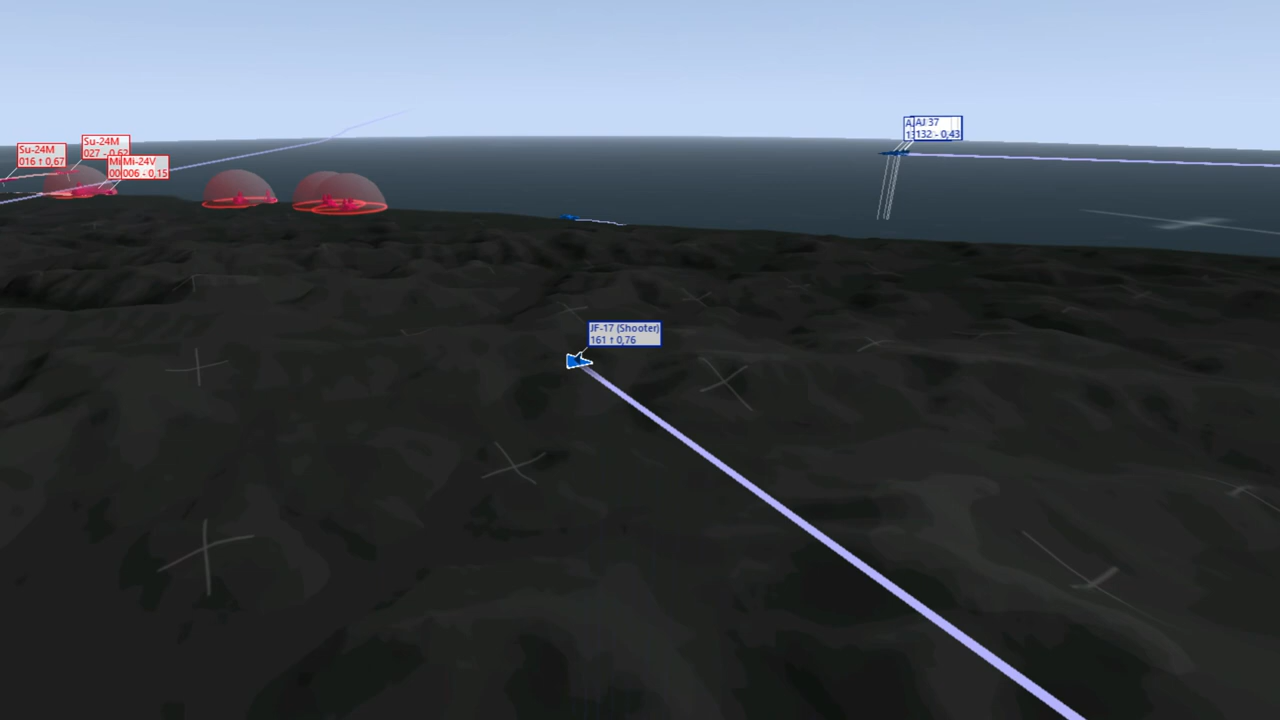 AJ 37
132 - 0,43
Su-24M
027 - 0,62
Su-24M
016 ↑ 0,67
Mi-24V
006 - 0,15
JF-17 (Shooter)
161 ↑ 0,76